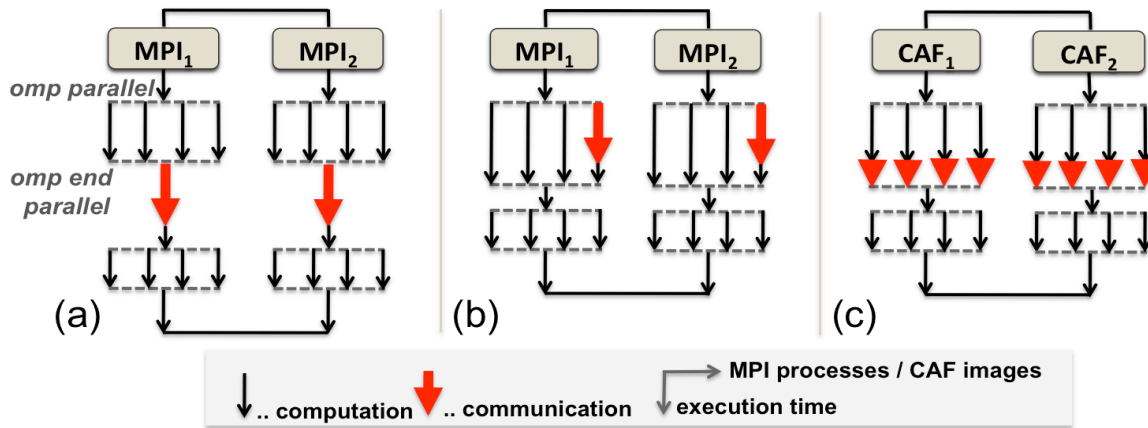 MPI1 MPI2
omp parallel
omp end
parallel
(a)
MPI1 MPI2
(b)
CAF1 CAF2
(c)
.. computation .. communication MPI processes / CAF images
execution time